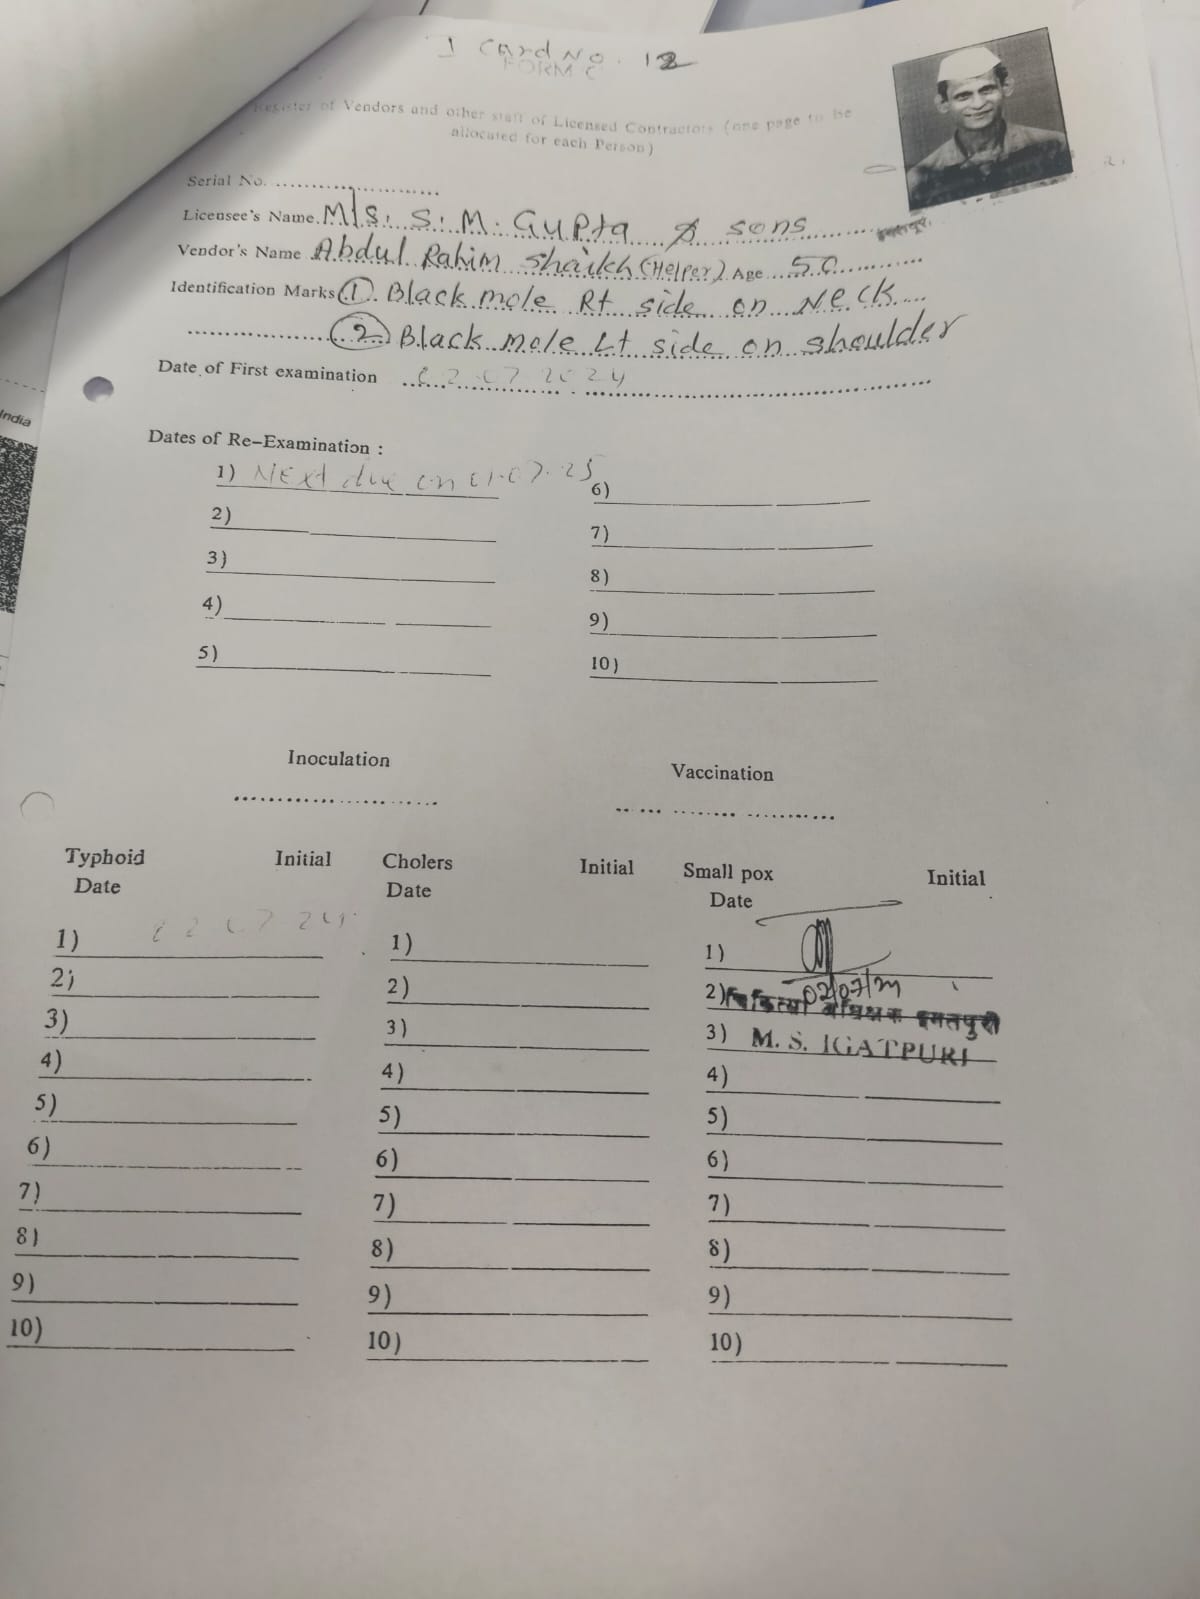 I Card No. 12
FORM C
Register of Vendors and other staff of Licensed Contractors (one page to be
allocated for each Person)
Serial No. ..........................
Licensee's Name. M/S. S. M. Gupta & sons
Vendor's Name Abdul Rahim Shaikh (Helper) Age 50
Identification Marks (1) Black mole Rt side on Neck
(2) Black mole Lt side on shoulder
Date of First examination 02 07 2024
Dates of Re-Examination :
1) NExt due on 01.07.25
6)
2)
7)
3)
8)
4)
9)
5)
10)
Inoculation Vaccination
Typhoid Initial Cholers Initial Small pox Initial
Date Date Date
1) 02 07 24 1) 1)
02/07/24
2) 2) 2) चिकित्सा अधीक्षक इगतपुरी
3) 3) 3) M. S. IGATPURI
4) 4) 4)
5) 5) 5)
6) 6) 6)
7) 7) 7)
8) 8) 8)
9) 9) 9)
10) 10) 10)
India